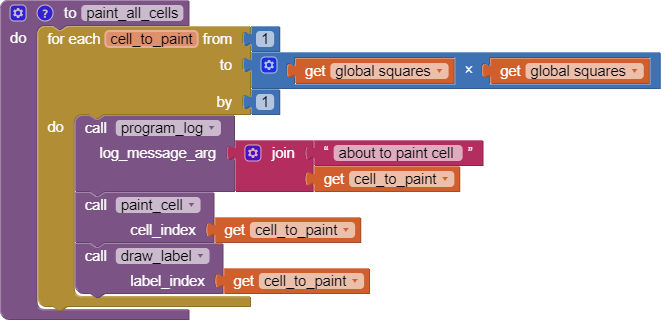 ? to paint_all_cells
do for each cell_to_paint from 1
to get global squares × get global squares
by 1
do call program_log
log_message_arg join “ about to paint cell ”
get cell_to_paint
call paint_cell
cell_index get cell_to_paint
call draw_label
label_index get cell_to_paint